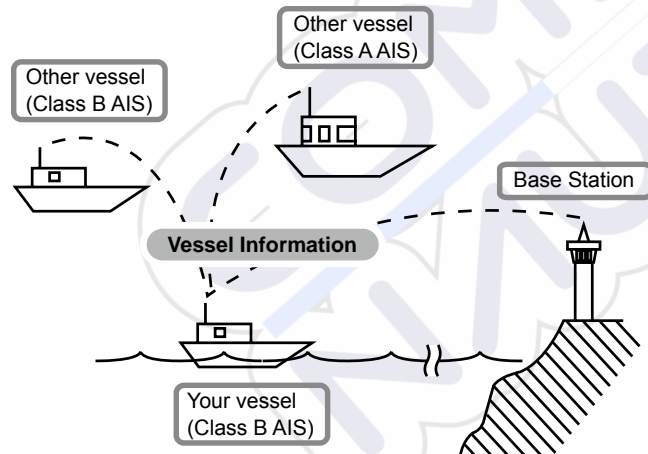 Other vessel
(Class A AIS)
Other vessel
(Class B AIS)
Base Station
Vessel Information
Your vessel
(Class B AIS)